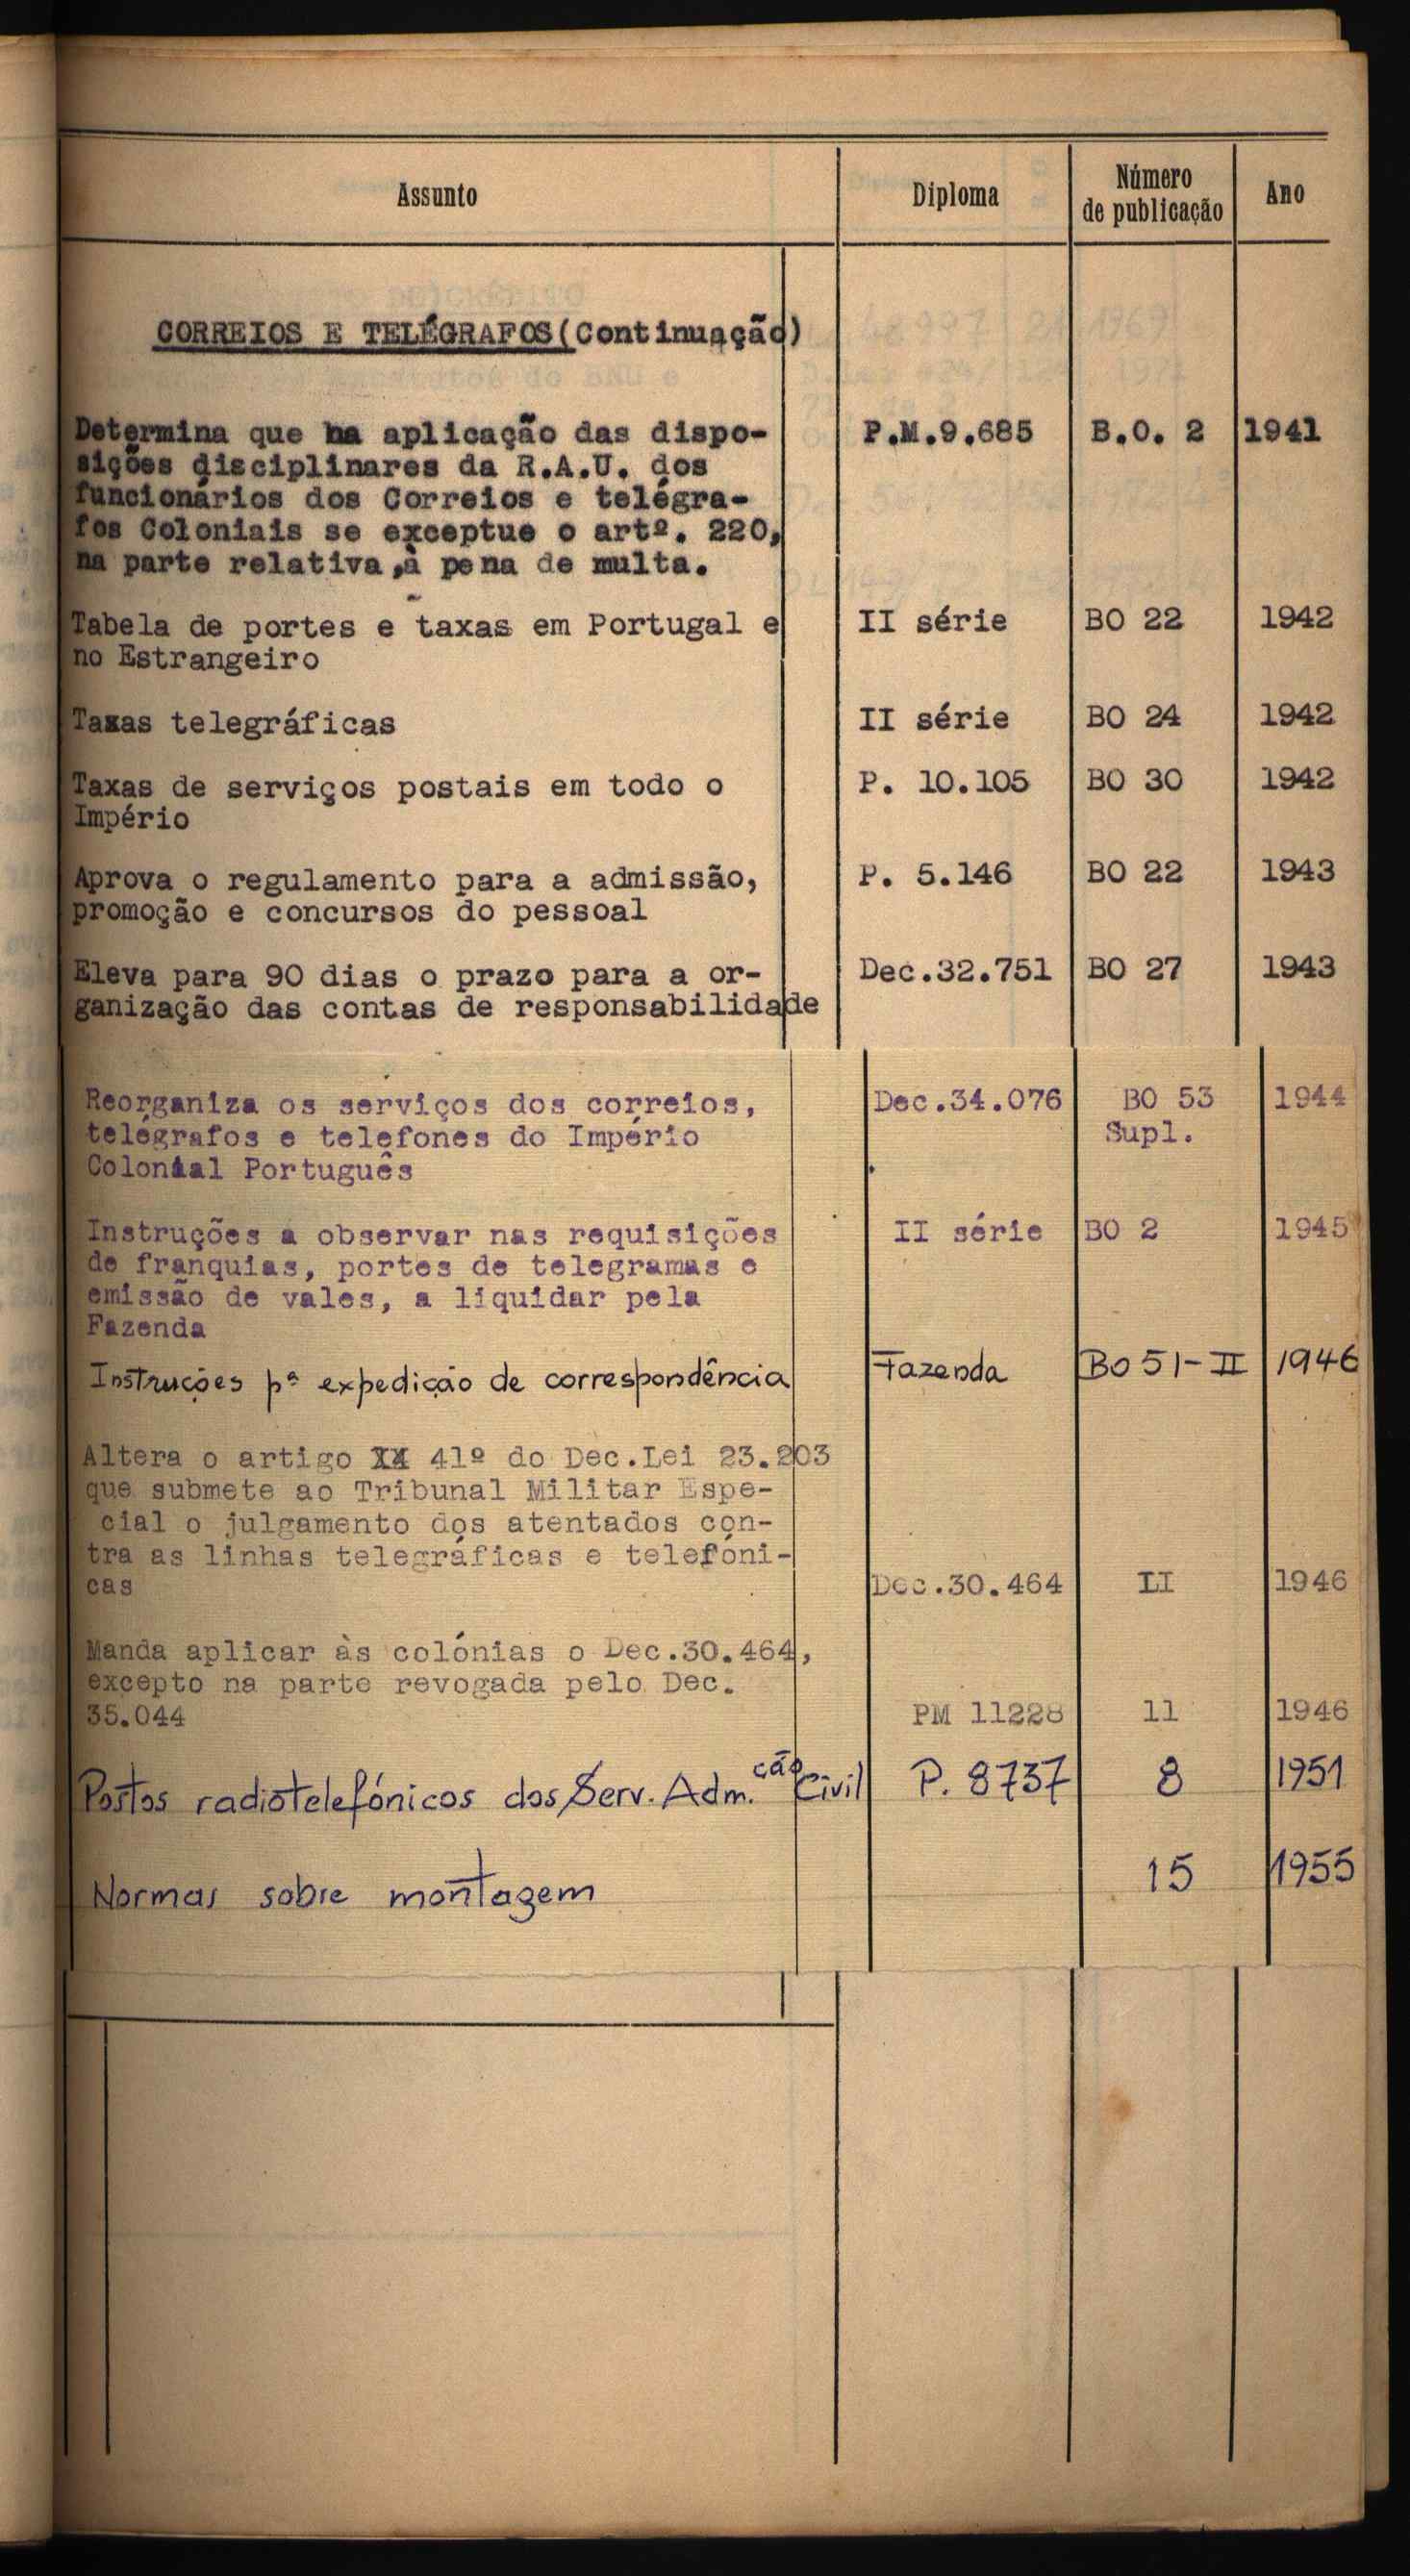 Assunto Diploma Número de publicação Ano
CORREIOS E TELÉGRAFOS(Continuação)
Determina que na aplicação das dispo- P.M.9.685 B.O. 2 1941
sições disciplinares da R.A.U. dos
funcionários dos Correios e telégra-
fos Coloniais se exceptue o artº. 220,
na parte relativa,à pena de multa.
Tabela de portes e taxas em Portugal e II série BO 22 1942
no Estrangeiro
Taxas telegráficas II série BO 24 1942
Taxas de serviços postais em todo o P. 10.105 BO 30 1942
Império
Aprova o regulamento para a admissão, P. 5.146 BO 22 1943
promoção e concursos do pessoal
Eleva para 90 dias o prazo para a or- Dec.32.751 BO 27 1943
ganização das contas de responsabilidade
Reorganiza os serviços dos correios, Dec.34.076 BO 53 1944
telégrafos e telefones do Império Supl.
Colonial Português
Instruções a observar nas requisições II série BO 2 1945
de franquias, portes de telegramas e
emissão de vales, a liquidar pela
Fazenda
Instruções pª expedição de correspondência Fazenda BO 51-II 1946
Altera o artigo XX 41º do Dec.Lei 23.203
que submete ao Tribunal Militar Espe-
cial o julgamento dos atentados con-
tra as linhas telegráficas e telefóni-
cas Dec.30.464 II 1946
Manda aplicar às colónias o Dec.30.464,
excepto na parte revogada pelo Dec.
35.044 PM 11228 11 1946
Postos radiotelefónicos dos Serv. Adm.ção Civil P. 8737 8 1951
Normas sobre montagem 15 1955